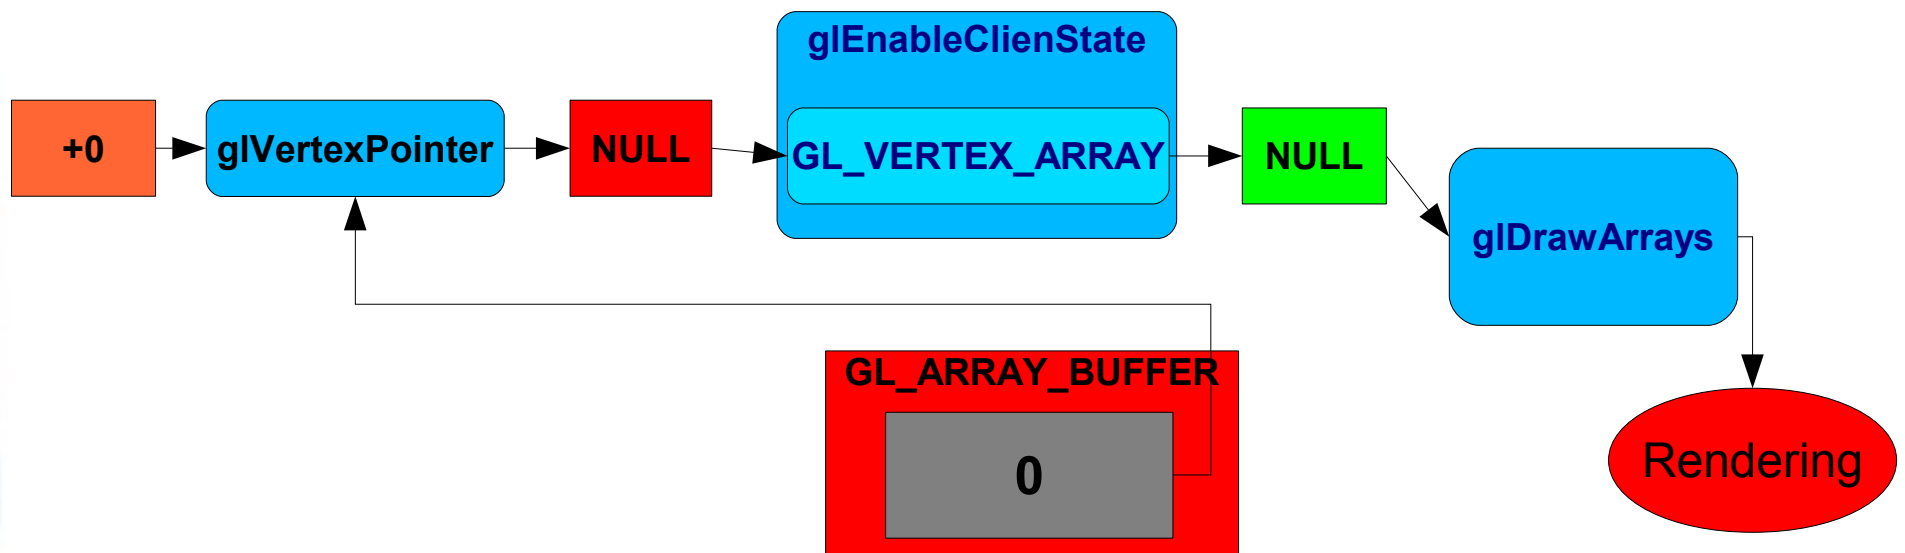 glEnableClienState
+0
glVertexPointer
NULL
GL_VERTEX_ARRAY
NULL
glDrawArrays
GL_ARRAY_BUFFER
0
Rendering